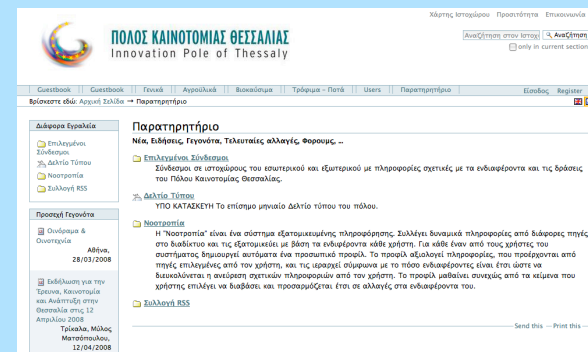 Χάρτης Ιστοχώρου Προσιτότητα Επικοινωνία
ΠΟΛΟΣ ΚΑΙΝΟΤΟΜΙΑΣ ΘΕΣΣΑΛΙΑΣ
Innovation Pole of Thessaly
Αναζήτηση στον Ιστοχώ Αναζήτηση
only in current section
Guestbook Guestbook Γενικά Αγροϋλικά Βιοκαύσιμα Τρόφιμα - Ποτά Users Παρατηρητήριο Είσοδος Register
Βρίσκεστε εδώ: Αρχική Σελίδα → Παρατηρητήριο
Διάφορα Εργαλεία
Επιλεγμένοι Σύνδεσμοι
Δελτίο Τύπου
Νοοτροπία
Συλλογή RSS
Προσεχή Γεγονότα
Οινόραμα & Οινοτεχνία
Αθήνα,
28/03/2008
Εκδήλωση για την
Έρευνα, Καινοτομία
και Ανάπτυξη στην
Θεσσαλία στις 12
Απριλίου 2008
Τρίκαλα, Μύλος
Ματσόπουλου,
12/04/2008
Παρατηρητήριο
Νέα, Ειδήσεις, Γεγονότα, Τελευταίες αλλαγές, Φορουμς, …
Επιλεγμένοι Σύνδεσμοι
Σύνδεσμοι σε ιστοχώρους του εσωτερικού και εξωτερικού με πληροφορίες σχετικές με τα ενδιαφέροντα και τις δράσεις
του Πόλου Καινοτομίας Θεσσαλίας.
Δελτίο Τύπου
ΥΠΟ ΚΑΤΑΣΚΕΥΗ Το επίσημο μηνιαίο Δελτίο τύπου του πόλου.
Νοοτροπία
Η "Νοοτροπία" είναι ένα σύστημα εξατομικευμένης πληροφόρησης. Συλλέγει δυναμικά πληροφορίες από διάφορες πηγές
στο διαδίκτυο και τις εξατομικεύει με βάση τα ενδιαφέροντα κάθε χρήστη. Για κάθε έναν από τους χρήστες του
συστήματος δημιουργεί αυτόματα ένα προσωπικό προφίλ. Το προφίλ αξιολογεί πληροφορίες, που προέρχονται από
πηγές επιλεγμένες από τον χρήστη, και τις ιεραρχεί σύμφωνα με το πόσο ενδιαφέροντες είναι έτσι ώστε να
διευκολύνεται η ανεύρεση σχετικών πληροφοριών από τον χρήστη. Το προφίλ μαθαίνει συνεχώς από τα κείμενα που
χρήστης επιλέγει να διαβάσει και προσαρμόζεται έτσι σε αλλαγές στα ενδιαφέροντα του.
Συλλογή RSS
Send this — Print this —